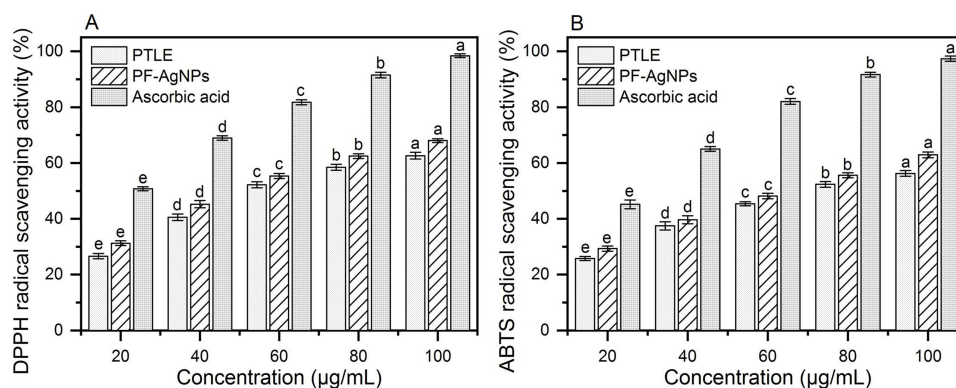 A
DPPH radical scavenging activity (%)
100
80
60
40
20
0
PTLE
PF-AgNPs
Ascorbic acid
e e e
d d d
c c c
b b b
a a a
20 40 60 80 100
Concentration (µg/mL)
B
ABTS radical scavenging activity (%)
100
80
60
40
20
0
PTLE
PF-AgNPs
Ascorbic acid
e e e
d d d
c c c
b b b
a a a
20 40 60 80 100
Concentration (µg/mL)